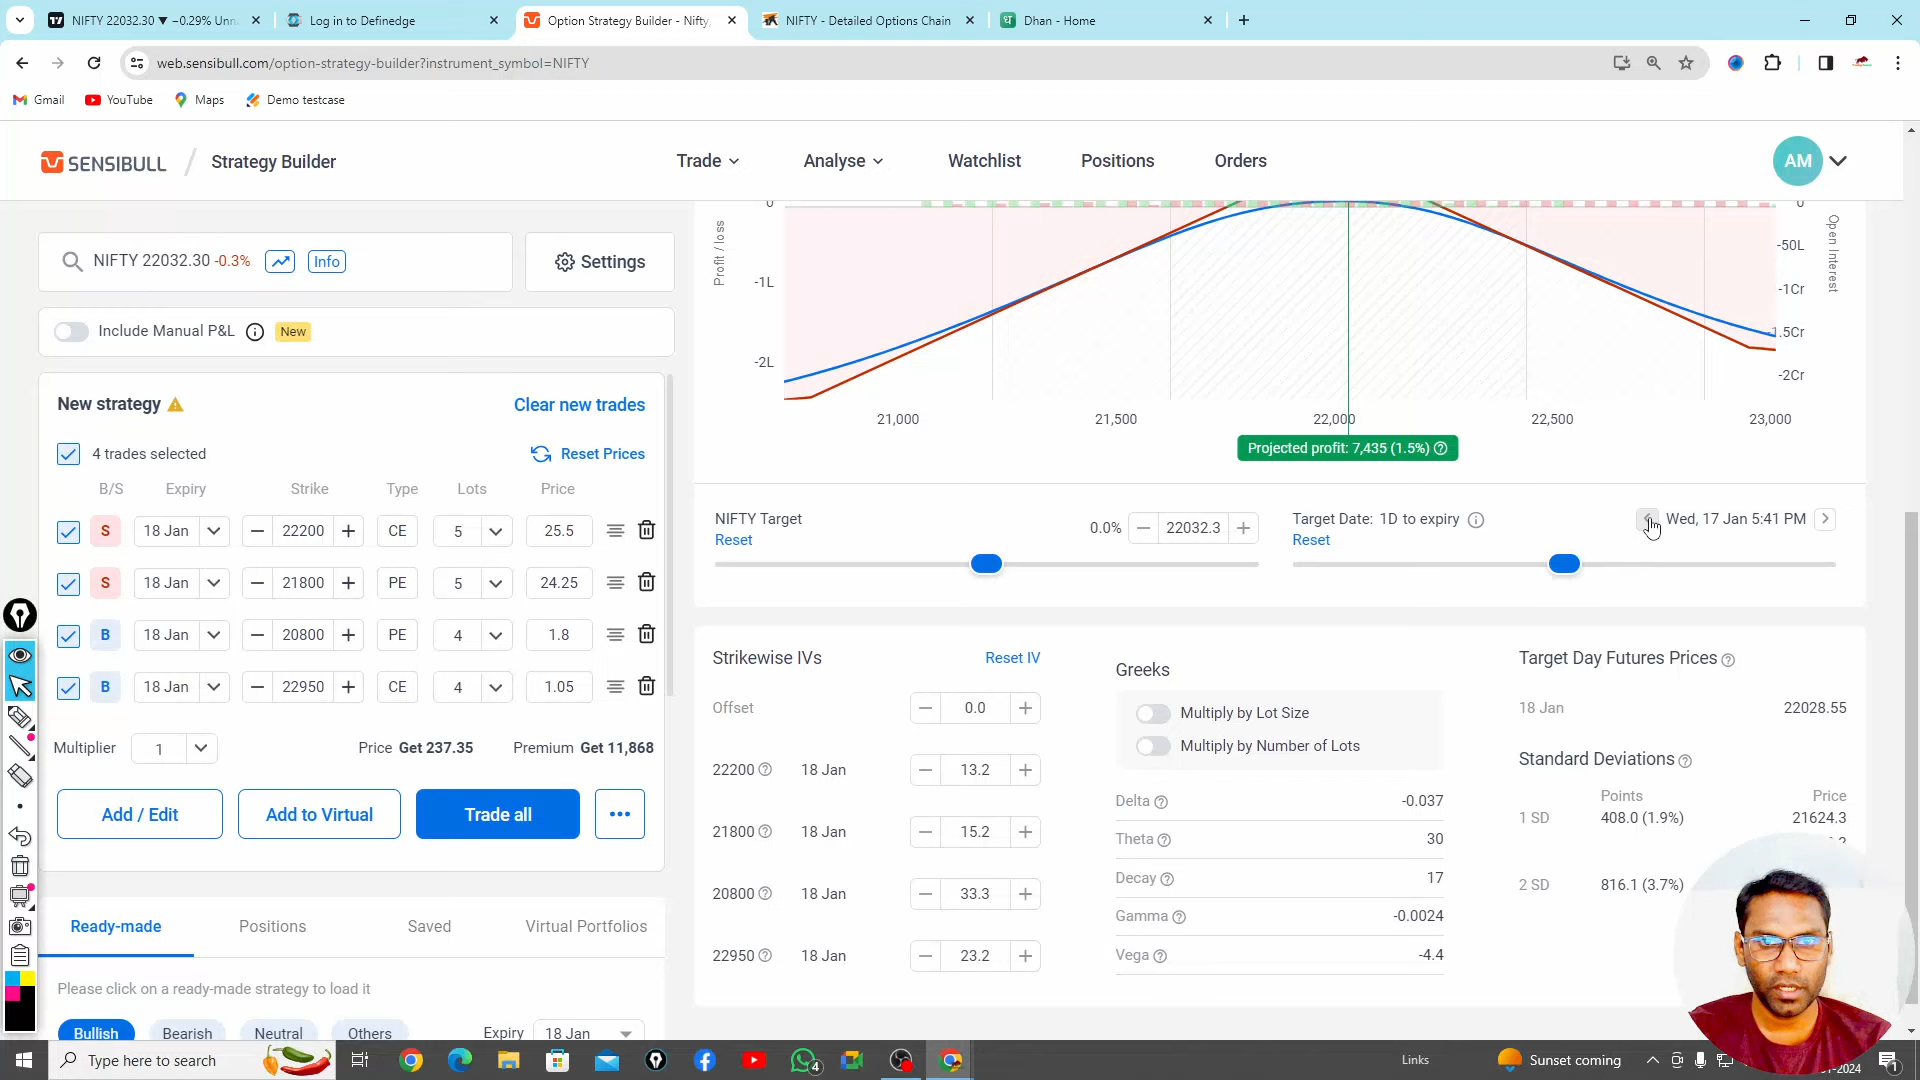 NIFTY 22032.30 ▼ −0.29% Unn
Log in to Definedge
Option Strategy Builder - Nifty,
NIFTY - Detailed Options Chain
Dhan - Home
web.sensibull.com/option-strategy-builder?instrument_symbol=NIFTY
Gmail
YouTube
Maps
Demo testcase
SENSIBULL / Strategy Builder
Trade
Analyse
Watchlist
Positions
Orders
AM
NIFTY 22032.30 -0.3%
Info
Settings
Include Manual P&L
New
New strategy
Clear new trades
4 trades selected
Reset Prices
B/S Expiry Strike Type Lots Price
S 18 Jan − 22200 + CE 5 25.5
S 18 Jan − 21800 + PE 5 24.25
B 18 Jan − 20800 + PE 4 1.8
B 18 Jan − 22950 + CE 4 1.05
Multiplier 1
Price Get 237.35
Premium Get 11,868
Add / Edit
Add to Virtual
Trade all
Ready-made
Positions
Saved
Virtual Portfolios
Please click on a ready-made strategy to load it
Bullish
Bearish
Neutral
Others
Expiry
18 Jan
Profit / loss
0
-1L
-2L
0
-50L
-1Cr
-1.5Cr
-2Cr
Open Interest
21,000
21,500
22,000
22,500
23,000
Projected profit: 7,435 (1.5%)
NIFTY Target
Reset
0.0% − 22032.3 +
Target Date: 1D to expiry
Reset
Wed, 17 Jan 5:41 PM
Strikewise IVs
Reset IV
Offset − 0.0 +
22200 18 Jan − 13.2 +
21800 18 Jan − 15.2 +
20800 18 Jan − 33.3 +
22950 18 Jan − 23.2 +
Greeks
Multiply by Lot Size
Multiply by Number of Lots
Delta -0.037
Theta 30
Decay 17
Gamma -0.0024
Vega -4.4
Target Day Futures Prices
18 Jan 22028.55
Standard Deviations
Points Price
1 SD 408.0 (1.9%) 21624.3
2 SD 816.1 (3.7%)
Type here to search
4
Links
Sunset coming
-2024
1